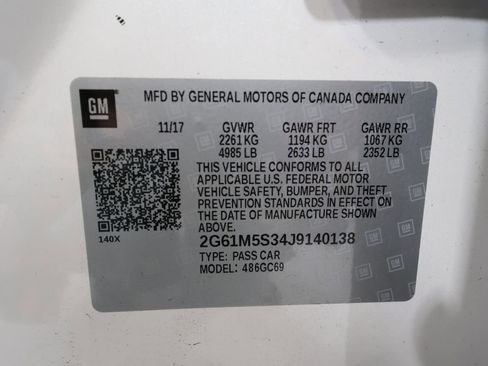 GM
MFD BY GENERAL MOTORS OF CANADA COMPANY
11/17 GVWR GAWR FRT GAWR RR
2261 KG 1194 KG 1067 KG
4985 LB 2633 LB 2352 LB
THIS VEHICLE CONFORMS TO ALL
APPLICABLE U.S. FEDERAL MOTOR
VEHICLE SAFETY, BUMPER, AND THEFT
PREVENTION STANDARDS IN EFFECT ON
THE DATE OF MANUFACTURE SHOWN
ABOVE.
140X
2G61M5S34J9140138
TYPE: PASS CAR
MODEL: 486GC69